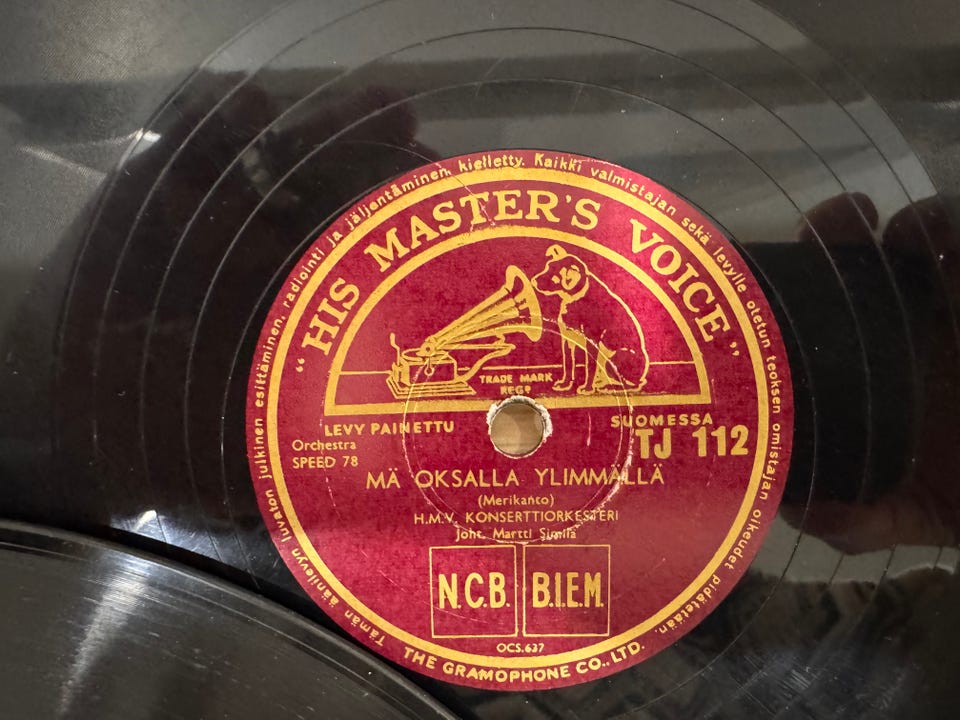 Tämän äänilevyn luvaton julkinen esittäminen, radiointi ja jäljentäminen kielletty. Kaikki valmistajan sekä levylle otetun teoksen omistajan oikeudet pidätetään.
"HIS MASTER'S VOICE"
TRADE MARK
REGD
LEVY PAINETTU SUOMESSA
Orchestra
SPEED 78
TJ 112
MÄ OKSALLA YLIMMÄLLÄ
(Merikanto)
H.M.V. KONSERTTIORKESTERI
Joht. Martti Similä
N.C.B. B.I.E.M.
OCS.637
THE GRAMOPHONE CO., LTD.